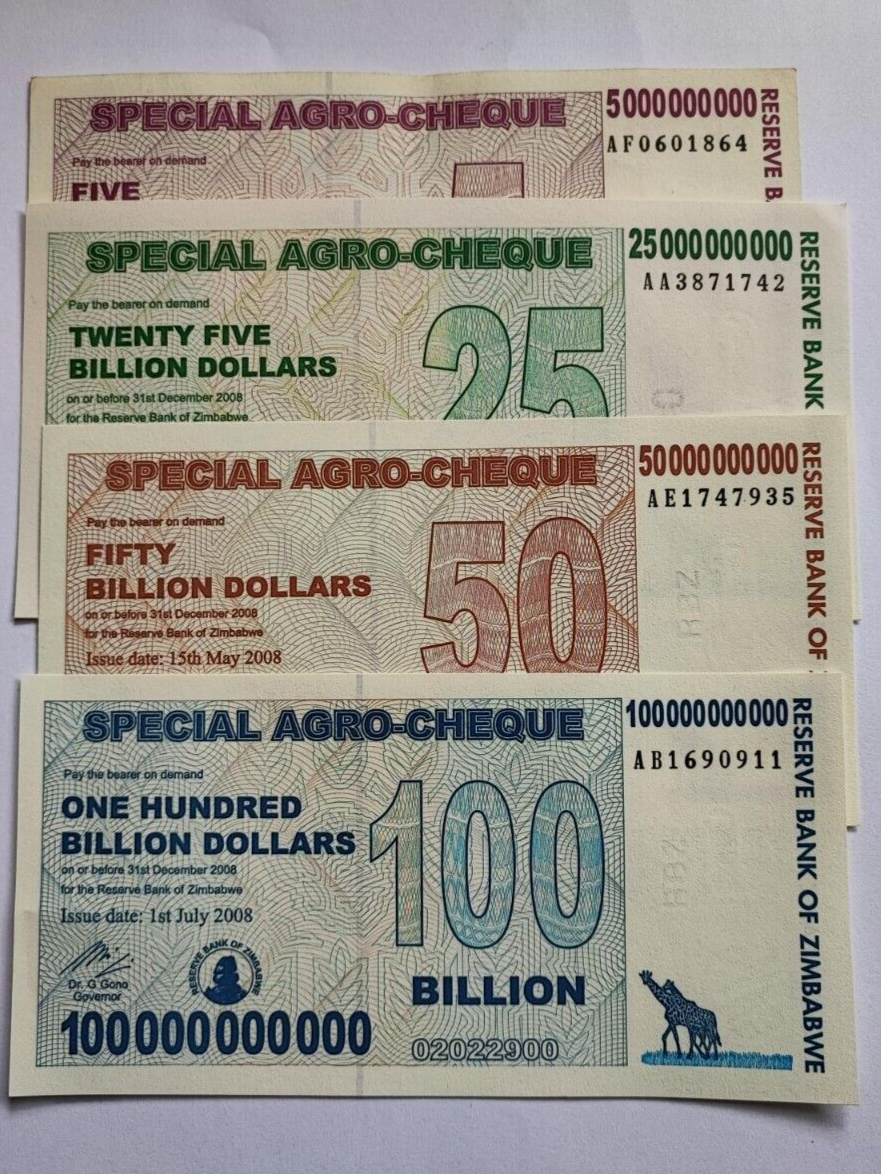 SPECIAL AGRO-CHEQUE
5000000000
AF0601864
Pay the bearer on demand
FIVE
RESERVE B
SPECIAL AGRO-CHEQUE
25000000000
AA3871742
Pay the bearer on demand
TWENTY FIVE
BILLION DOLLARS
25
on or before 31st December 2008
for the Reserve Bank of Zimbabwe
RESERVE BANK
SPECIAL AGRO-CHEQUE
50000000000
AE1747935
Pay the bearer on demand
FIFTY
BILLION DOLLARS
50
on or before 31st December 2008
for the Reserve Bank of Zimbabwe
Issue date: 15th May 2008
RBZ
RESERVE BANK OF
SPECIAL AGRO-CHEQUE
100000000000
AB1690911
Pay the bearer on demand
ONE HUNDRED
BILLION DOLLARS
100
on or before 31st December 2008
for the Reserve Bank of Zimbabwe
Issue date: 1st July 2008
RESERVE BANK OF ZIMBABWE
Dr. G Gono
Governor
BILLION
100000000000
02022900
RBZ
RESERVE BANK OF ZIMBABWE